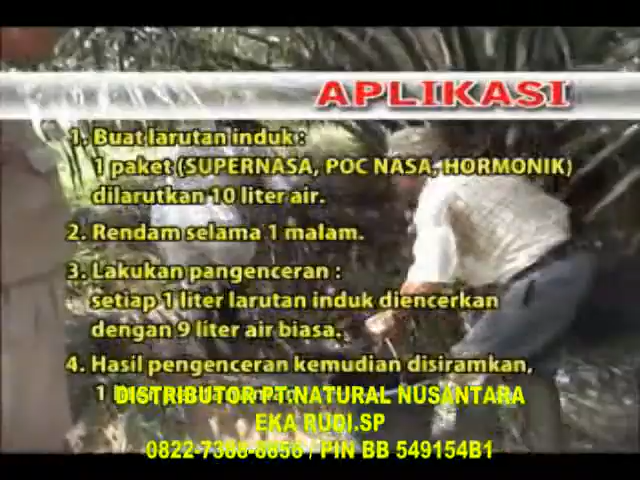 APLIKASI
1. Buat larutan induk :
1 paket (SUPERNASA, POC NASA, HORMONIK)
dilarutkan 10 liter air.
2. Rendam selama 1 malam.
3. Lakukan pangenceran :
setiap 1 liter larutan induk diencerkan
dengan 9 liter air biasa.
4. Hasil pengenceran kemudian disiramkan,
1
DISTRIBUTOR PT.NATURAL NUSANTARA
EKA RUDI.SP
/ PIN BB 549154B1